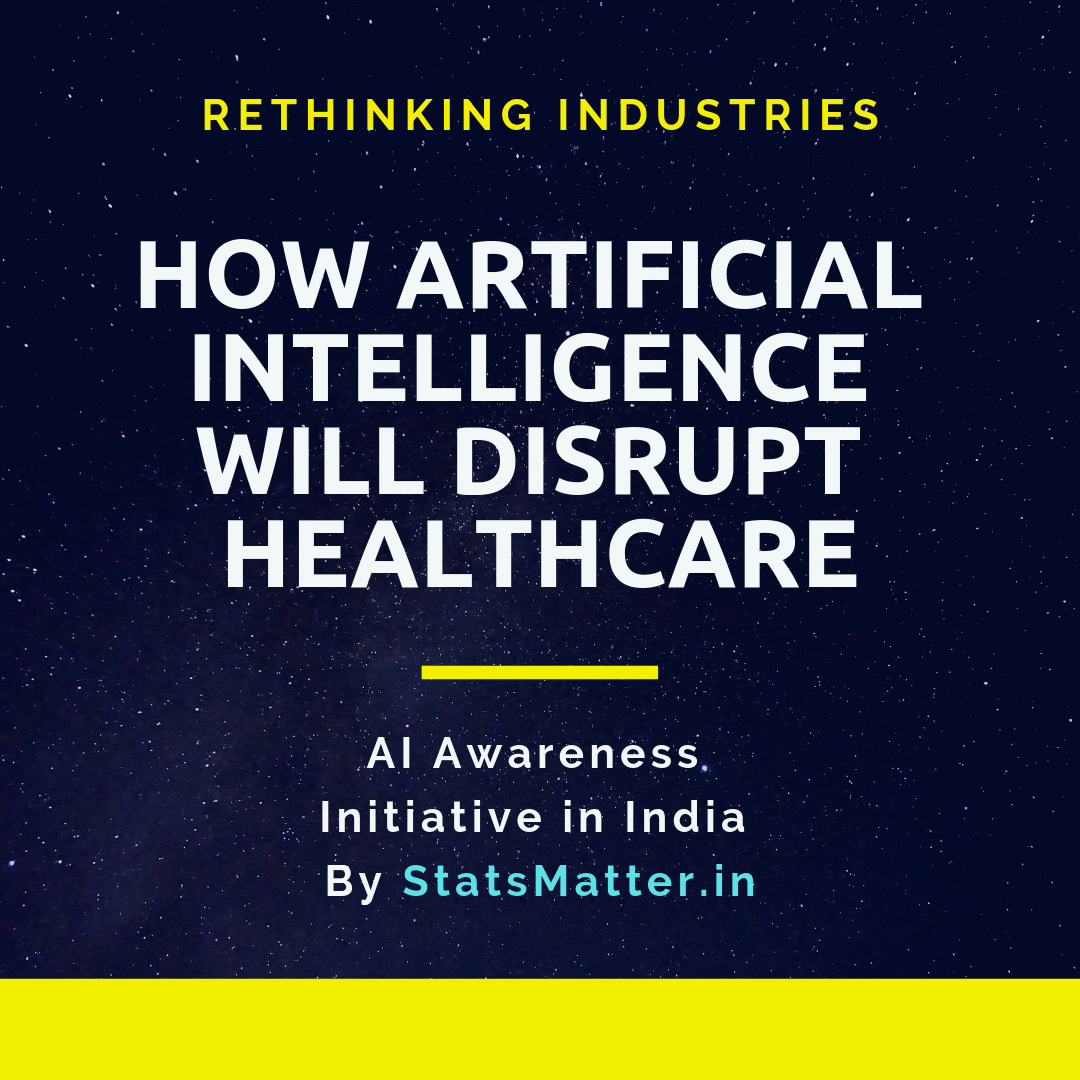 RETHINKING INDUSTRIES
HOW ARTIFICIAL
INTELLIGENCE
WILL DISRUPT
HEALTHCARE
AI Awareness
Initiative in India
By StatsMatter.in